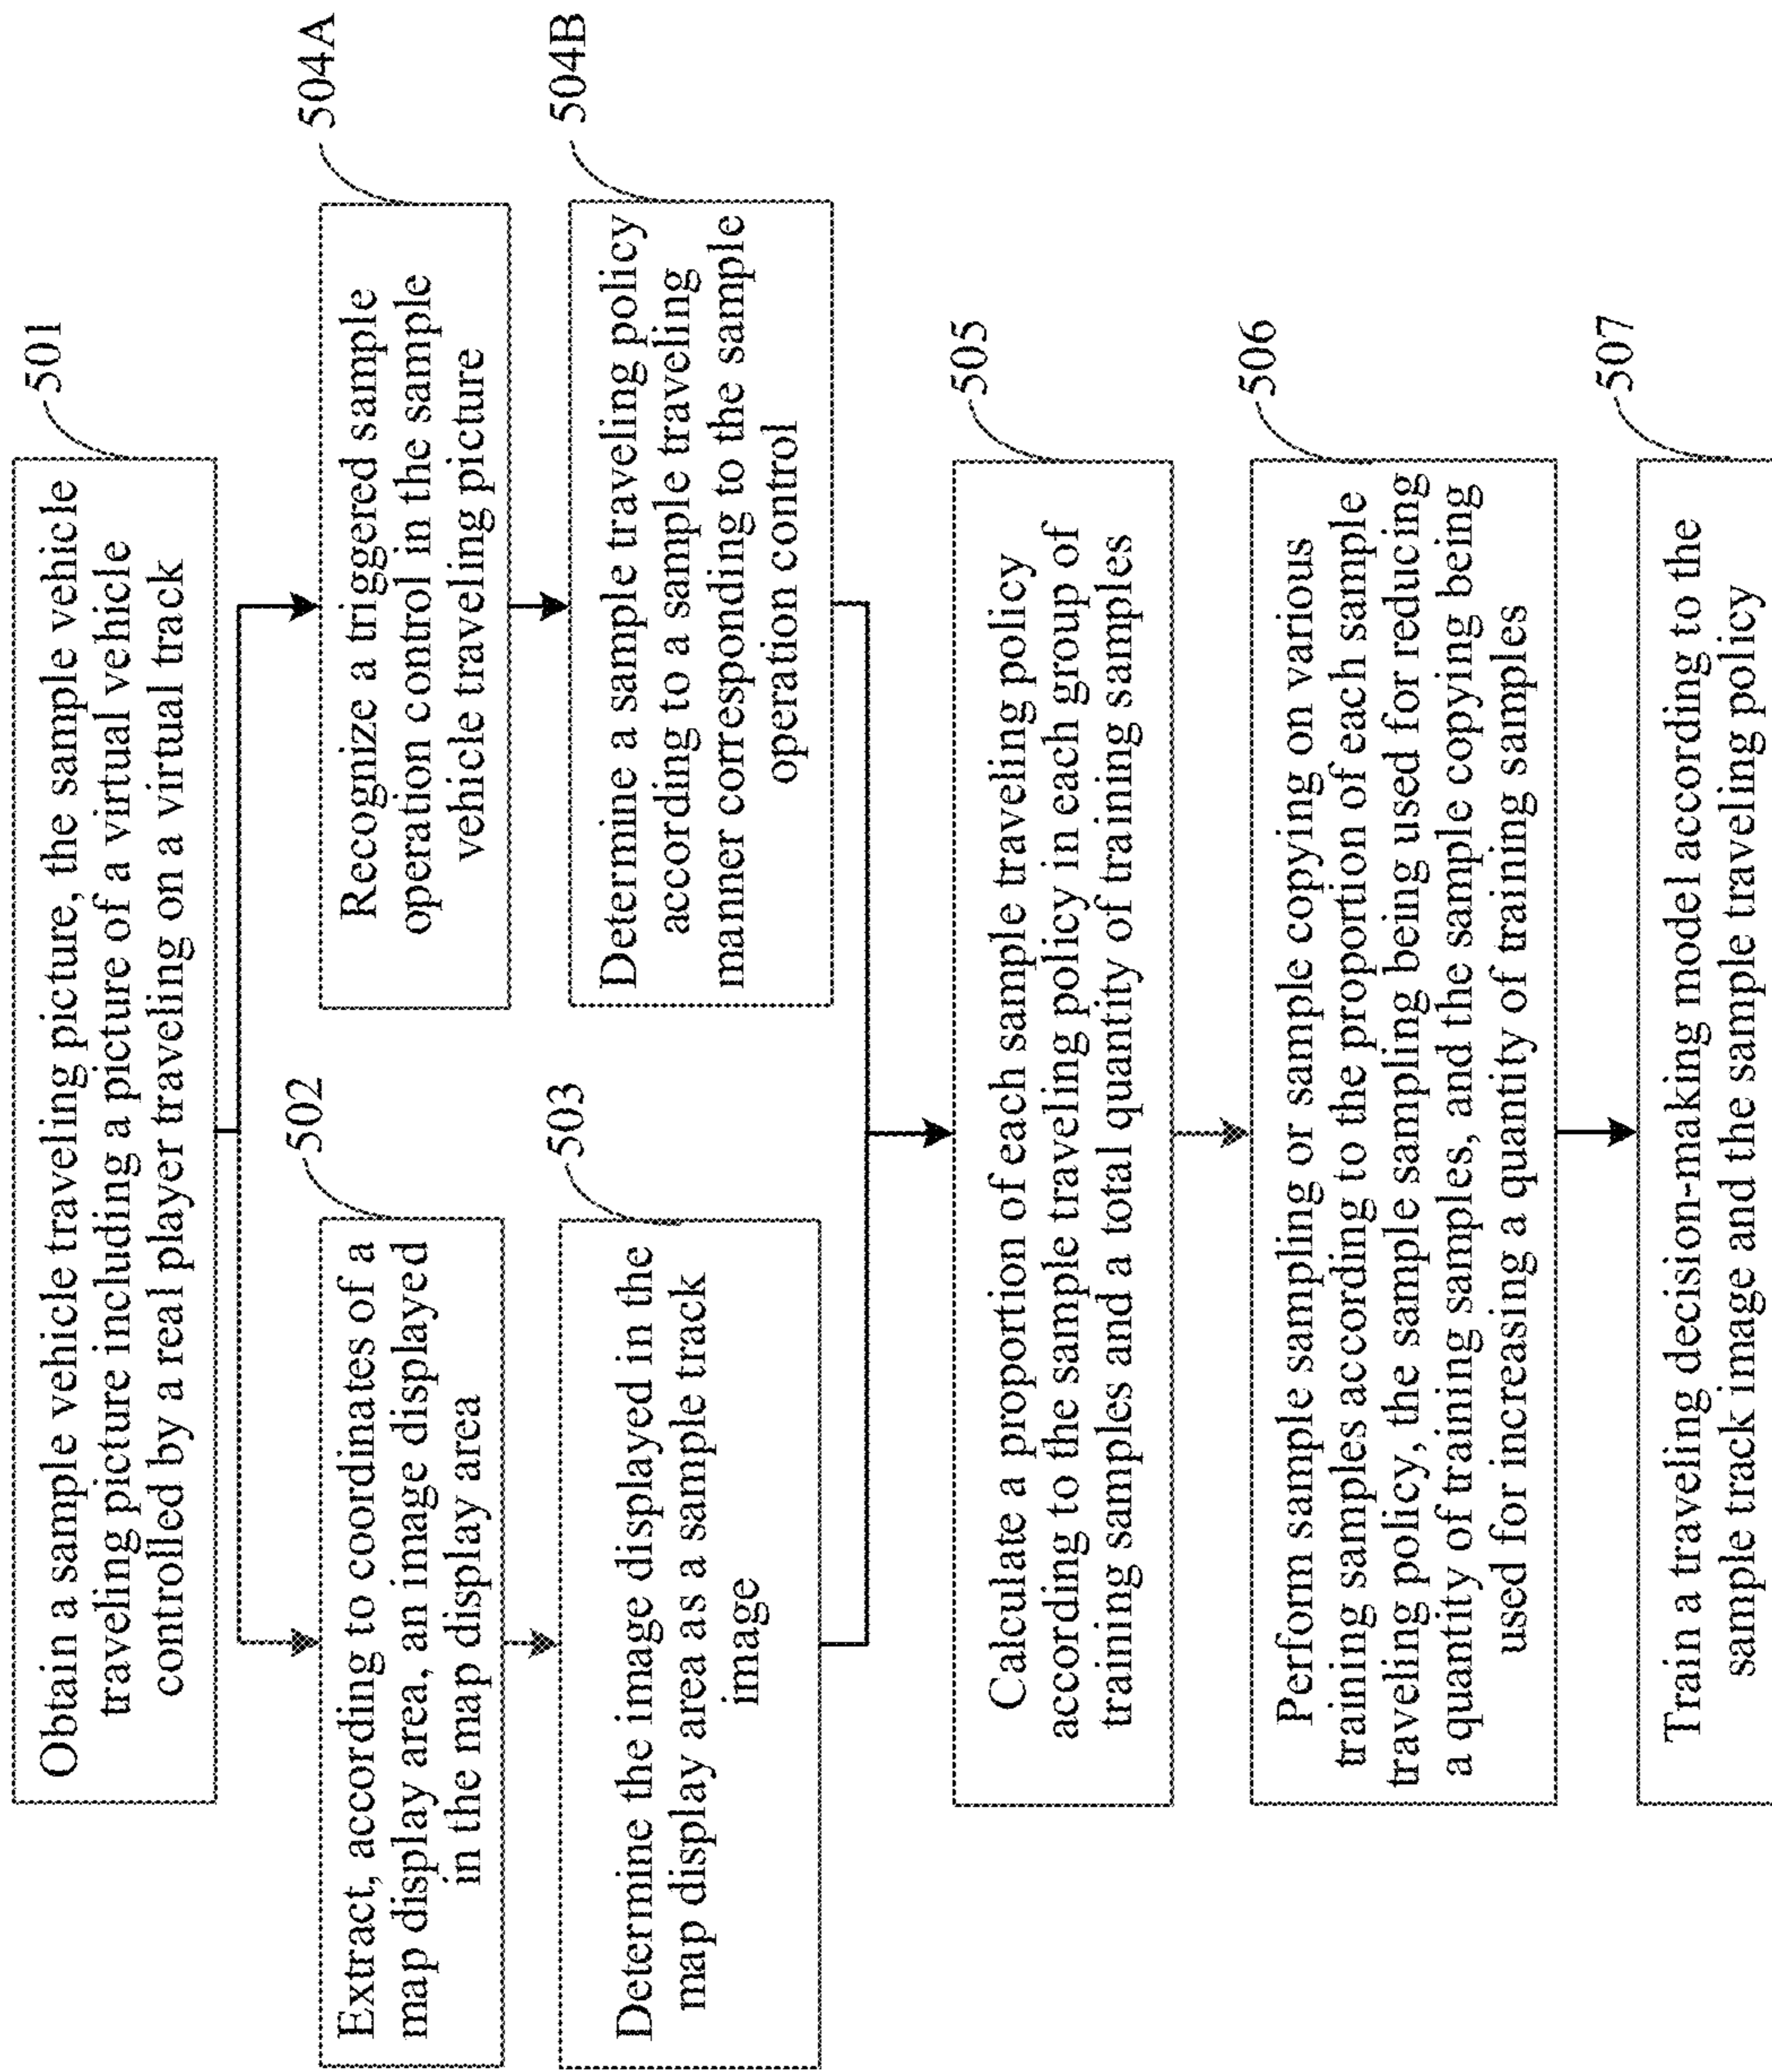 501
Obtain a sample vehicle traveling picture, the sample vehicle
traveling picture including a picture of a virtual vehicle
controlled by a real player traveling on a virtual track
502
Extract, according to coordinates of a
map display area, an image displayed
in the map display area
503
Determine the image displayed in the
map display area as a sample track
image
504A
Recognize a triggered sample
operation control in the sample
vehicle traveling picture
504B
Determine a sample traveling policy
according to a sample traveling
manner corresponding to the sample
operation control
505
Calculate a proportion of each sample traveling policy
according to the sample traveling policy in each group of
training samples and a total quantity of training samples
506
Perform sample sampling or sample copying on various
training samples according to the proportion of each sample
traveling policy, the sample sampling being used for reducing
a quantity of training samples, and the sample copying being
used for increasing a quantity of training samples
507
Train a traveling decision-making model according to the
sample track image and the sample traveling policy